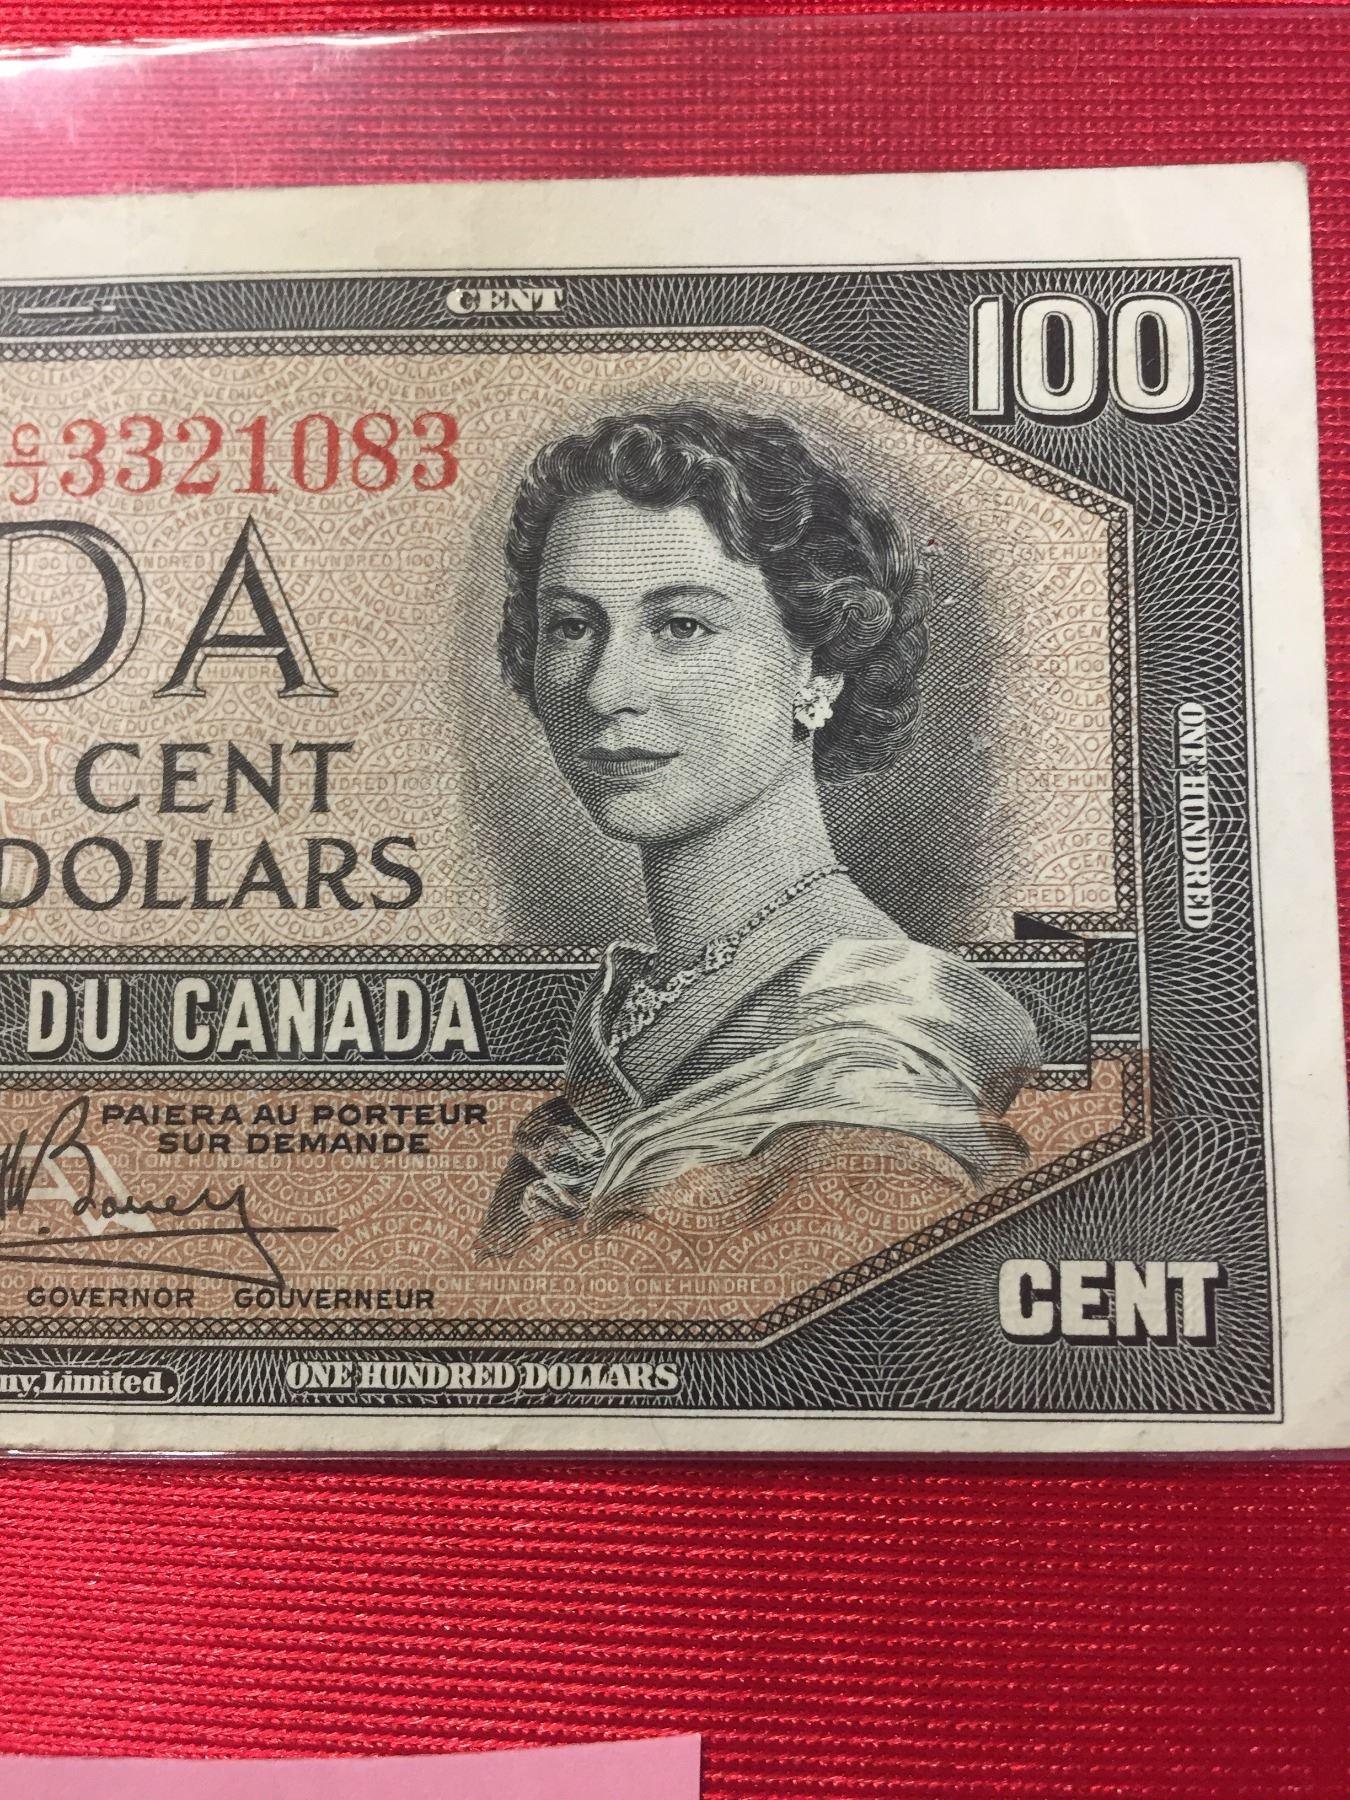 CENT
100
C/J 3321083
DA
CENT
DOLLARS
ONE HUNDRED
DU CANADA
PAIERA AU PORTEUR
SUR DEMANDE
GOVERNOR GOUVERNEUR
CENT
ny, Limited.
ONE HUNDRED DOLLARS